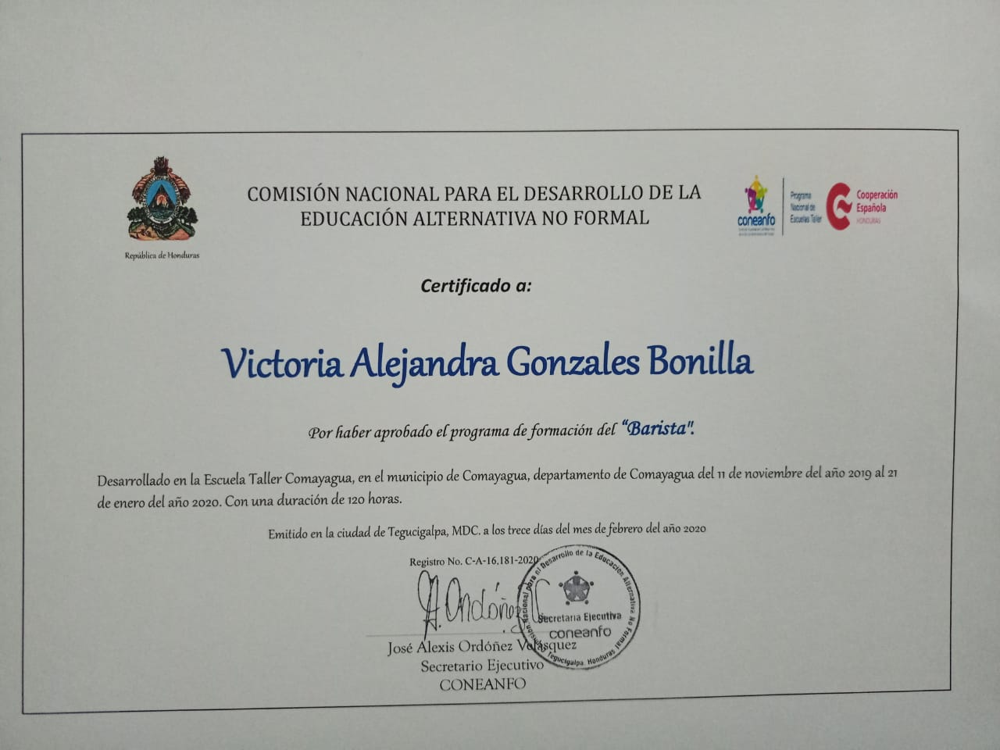 COMISIÓN NACIONAL PARA EL DESARROLLO DE LA
EDUCACIÓN ALTERNATIVA NO FORMAL
República de Honduras
coneanfo
Programa
Nacional de
Escuelas Taller
Cooperación
Española
HONDURAS
Certificado a:
Victoria Alejandra Gonzales Bonilla
Por haber aprobado el programa de formación del “Barista".
Desarrollado en la Escuela Taller Comayagua, en el municipio de Comayagua, departamento de Comayagua del 11 de noviembre del año 2019 al 21
de enero del año 2020. Con una duración de 120 horas.
Emitido en la ciudad de Tegucigalpa, MDC. a los trece días del mes de febrero del año 2020
Registro No. C-A-16,181-2020
A. Ordóñez
Nacional para el Desarrollo de la Educación Alternativa No Formal
Secretaria Ejecutiva
coneanfo
Tegucigalpa, Honduras
José Alexis Ordóñez Velásquez
Secretario Ejecutivo
CONEANFO